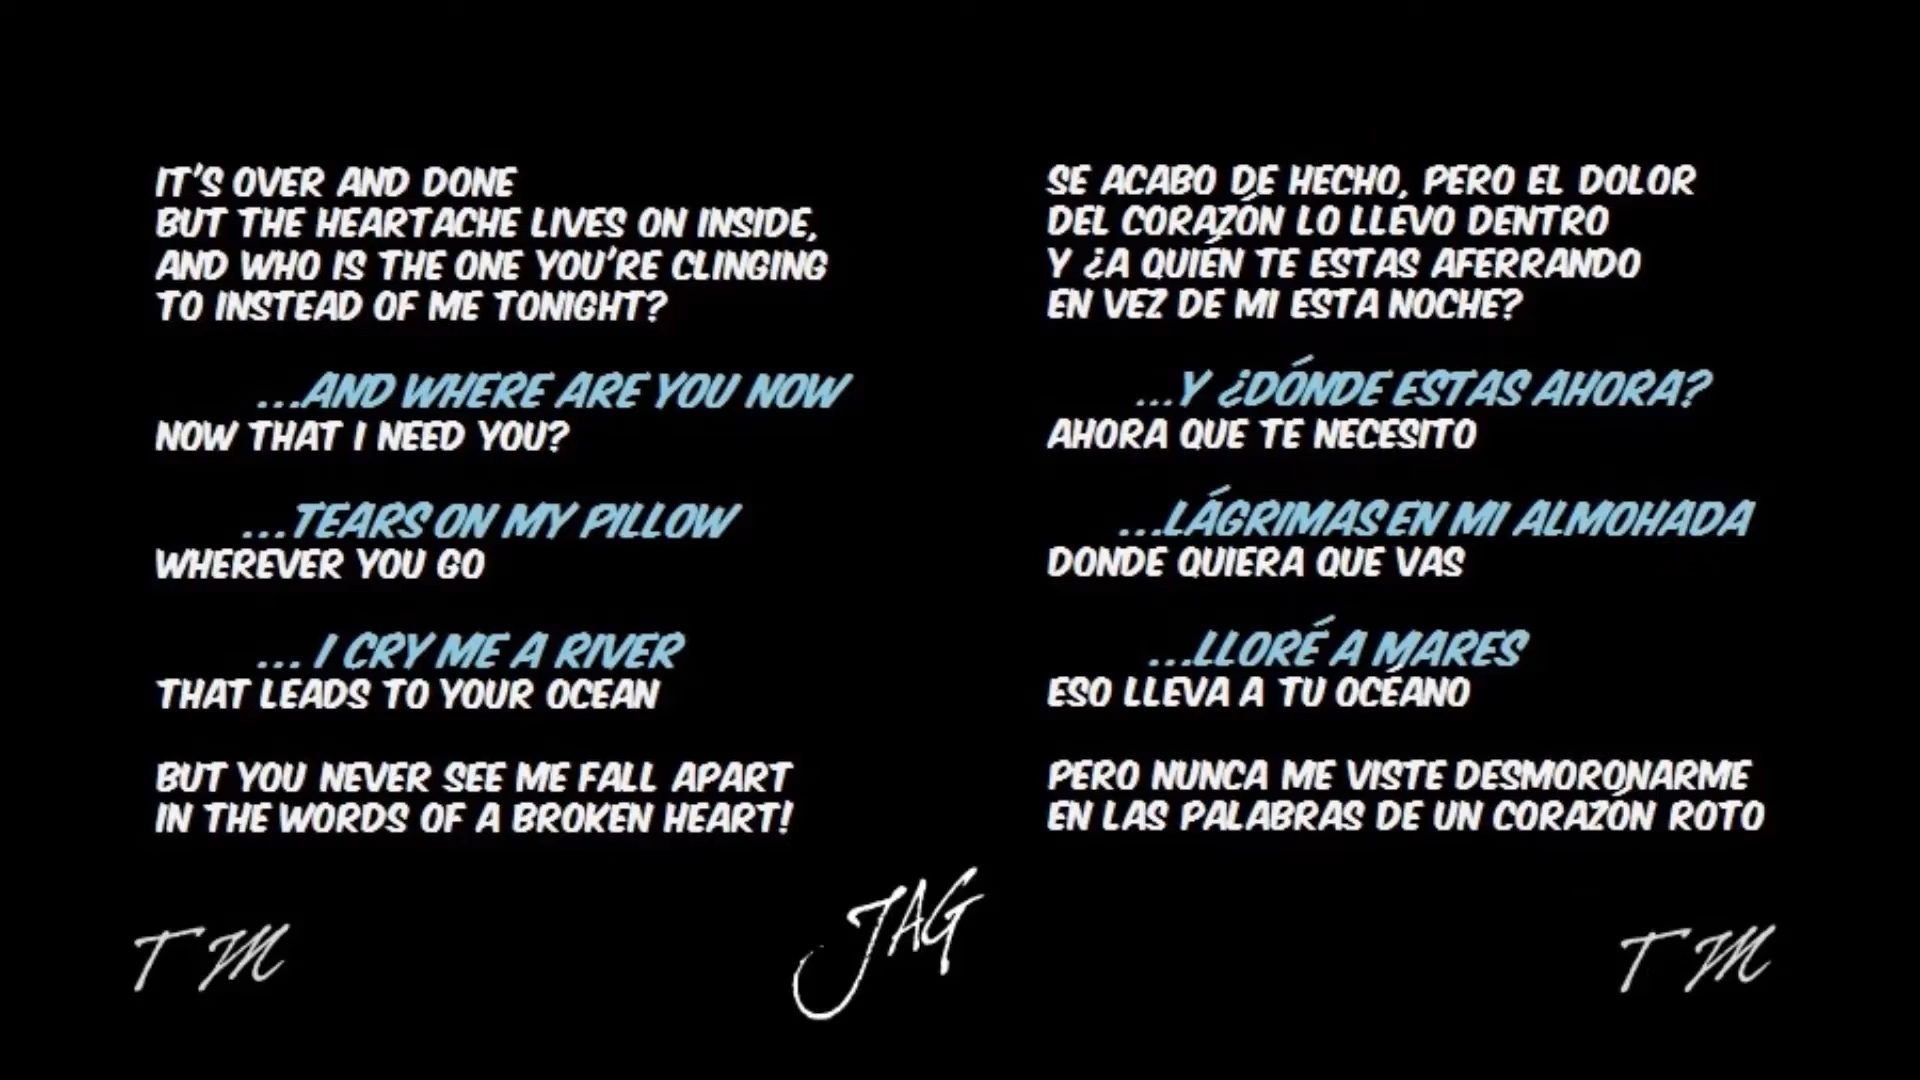 IT'S OVER AND DONE
BUT THE HEARTACHE LIVES ON INSIDE,
AND WHO IS THE ONE YOU'RE CLINGING
TO INSTEAD OF ME TONIGHT?
...AND WHERE ARE YOU NOW
NOW THAT I NEED YOU?
...TEARS ON MY PILLOW
WHEREVER YOU GO
... I CRY ME A RIVER
THAT LEADS TO YOUR OCEAN
BUT YOU NEVER SEE ME FALL APART
IN THE WORDS OF A BROKEN HEART!
SE ACABO DE HECHO, PERO EL DOLOR
DEL CORAZÓN LO LLEVO DENTRO
Y ¿A QUIÉN TE ESTAS AFERRANDO
EN VEZ DE MI ESTA NOCHE?
...Y ¿DÓNDE ESTAS AHORA?
AHORA QUE TE NECESITO
...LÁGRIMAS EN MI ALMOHADA
DONDE QUIERA QUE VAS
...LLORÉ A MARES
ESO LLEVA A TU OCÉANO
PERO NUNCA ME VISTE DESMORONARME
EN LAS PALABRAS DE UN CORAZÓN ROTO
T M
JAG
T M